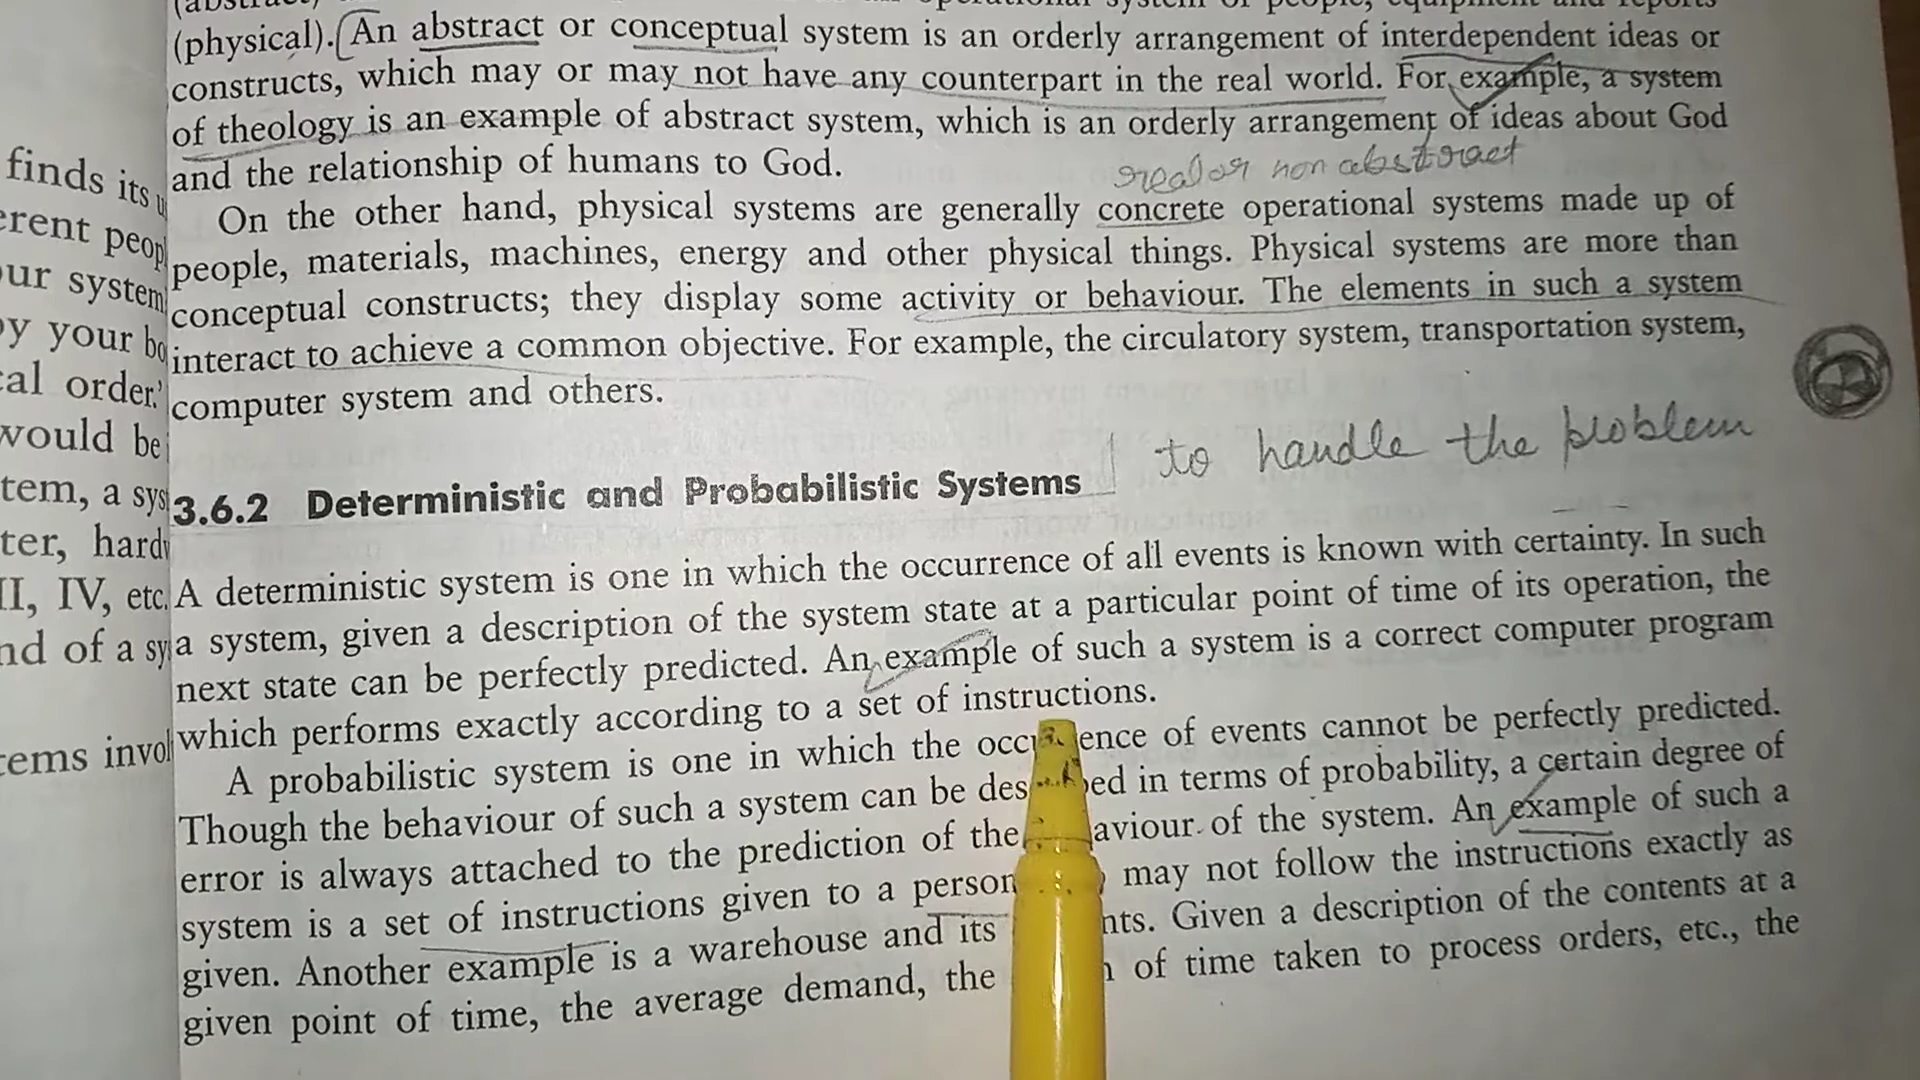 (physical). An abstract or conceptual system is an orderly arrangement of interdependent ideas or
constructs, which may or may not have any counterpart in the real world. For example, a system
of theology is an example of abstract system, which is an orderly arrangement of ideas about God
and the relationship of humans to God.
real or non abstract
On the other hand, physical systems are generally concrete operational systems made up of
people, materials, machines, energy and other physical things. Physical systems are more than
conceptual constructs; they display some activity or behaviour. The elements in such a system
interact to achieve a common objective. For example, the circulatory system, transportation system,
computer system and others.
to handle the problem
3.6.2 Deterministic and Probabilistic Systems
A deterministic system is one in which the occurrence of all events is known with certainty. In such
a system, given a description of the system state at a particular point of time of its operation, the
next state can be perfectly predicted. An example of such a system is a correct computer program
which performs exactly according to a set of instructions.
A probabilistic system is one in which the occu ence of events cannot be perfectly predicted.
Though the behaviour of such a system can be des bed in terms of probability, a certain degree of
error is always attached to the prediction of the aviour of the system. An example of such a
system is a set of instructions given to a person may not follow the instructions exactly as
given. Another example is a warehouse and its nts. Given a description of the contents at a
given point of time, the average demand, the of time taken to process orders, etc., the
finds its
erent peop
our system
by your bo
cal order.'
would be
tem, a sys
ter, hard
II, IV, etc.
nd of a sy
tems invol